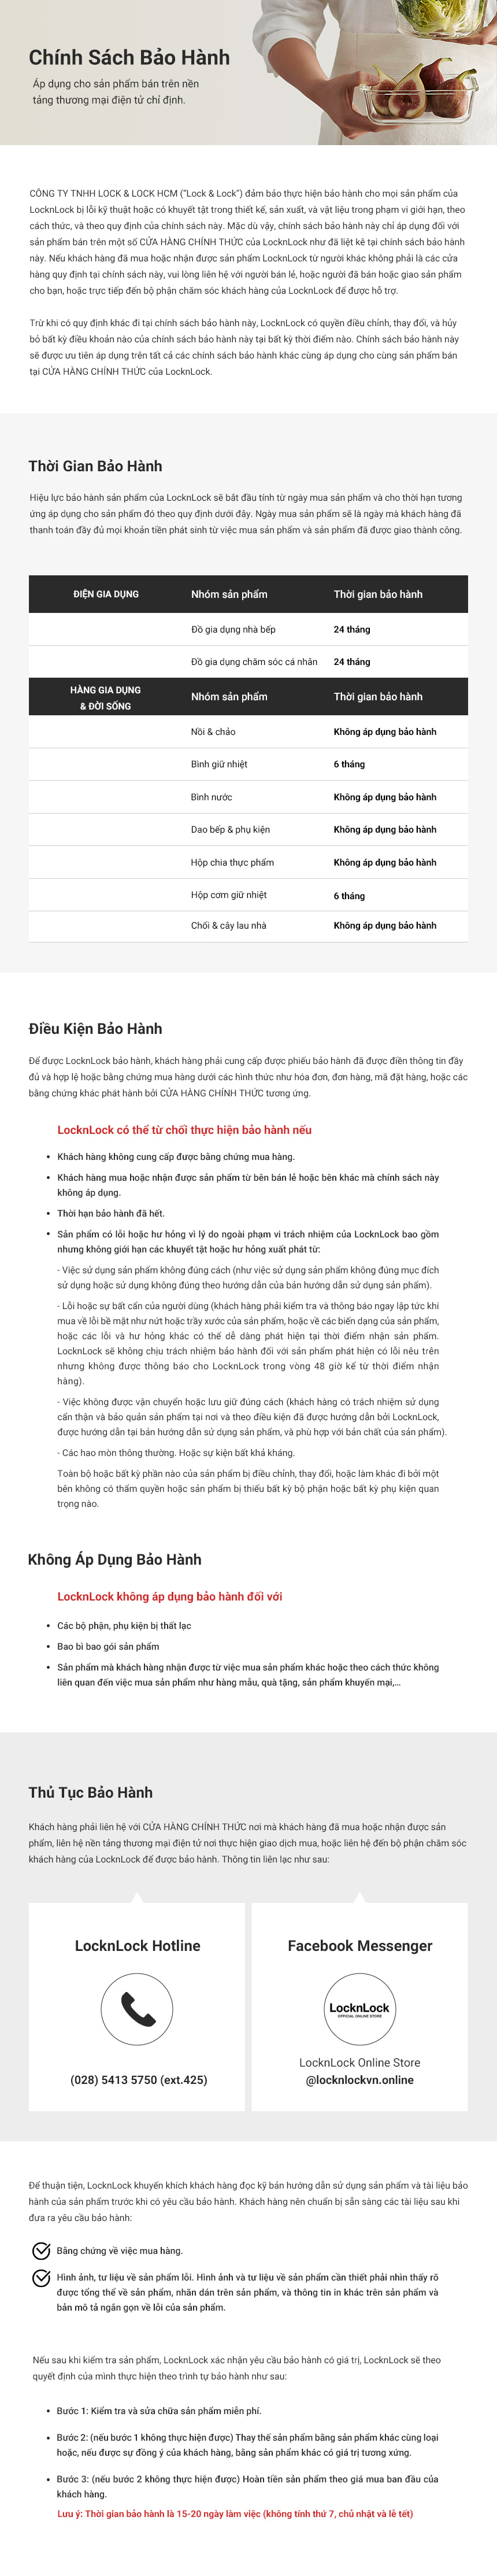 Chính Sách Bảo Hành
Áp dụng cho sản phẩm bán trên nền
tảng thương mại điện tử chỉ định.
CÔNG TY TNHH LOCK & LOCK HCM ("Lock & Lock") đảm bảo thực hiện bảo hành cho mọi sản phẩm của
LocknLock bị lỗi kỹ thuật hoặc có khuyết tật trong thiết kế, sản xuất, và vật liệu trong phạm vi giới hạn, theo
cách thức, và theo quy định của chính sách này. Mặc dù vậy, chính sách bảo hành này chỉ áp dụng đối với
sản phẩm bán trên một số CỬA HÀNG CHÍNH THỨC của LocknLock như đã liệt kê tại chính sách bảo hành
này. Nếu khách hàng đã mua hoặc nhận được sản phẩm LocknLock từ người khác không phải là các cửa
hàng quy định tại chính sách này, vui lòng liên hệ với người bán lẻ, hoặc người đã bán hoặc giao sản phẩm
cho bạn, hoặc trực tiếp đến bộ phận chăm sóc khách hàng của LocknLock để được hỗ trợ.
Trừ khi có quy định khác đi tại chính sách bảo hành này, LocknLock có quyền điều chỉnh, thay đổi, và hủy
bỏ bất kỳ điều khoản nào của chính sách bảo hành này tại bất kỳ thời điểm nào. Chính sách bảo hành này
sẽ được ưu tiên áp dụng trên tất cả các chính sách bảo hành khác cùng áp dụng cho cùng sản phẩm bán
tại CỬA HÀNG CHÍNH THỨC của LocknLock.
Thời Gian Bảo Hành
Hiệu lực bảo hành sản phẩm của LocknLock sẽ bắt đầu tính từ ngày mua sản phẩm và cho thời hạn tương
ứng áp dụng cho sản phẩm đó theo quy định dưới đây. Ngày mua sản phẩm sẽ là ngày mà khách hàng đã
thanh toán đầy đủ mọi khoản tiền phát sinh từ việc mua sản phẩm và sản phẩm đã được giao thành công.
ĐIỆN GIA DỤNG Nhóm sản phẩm Thời gian bảo hành
Đồ gia dụng nhà bếp 24 tháng
Đồ gia dụng chăm sóc cá nhân 24 tháng
HÀNG GIA DỤNG
& ĐỜI SỐNG Nhóm sản phẩm Thời gian bảo hành
Nồi & chảo Không áp dụng bảo hành
Bình giữ nhiệt 6 tháng
Bình nước Không áp dụng bảo hành
Dao bếp & phụ kiện Không áp dụng bảo hành
Hộp chia thực phẩm Không áp dụng bảo hành
Hộp cơm giữ nhiệt 6 tháng
Chổi & cây lau nhà Không áp dụng bảo hành
Điều Kiện Bảo Hành
Để được LocknLock bảo hành, khách hàng phải cung cấp được phiếu bảo hành đã được điền thông tin đầy
đủ và hợp lệ hoặc bằng chứng mua hàng dưới các hình thức như hóa đơn, đơn hàng, mã đặt hàng, hoặc các
bằng chứng khác phát hành bởi CỬA HÀNG CHÍNH THỨC tương ứng.
LocknLock có thể từ chối thực hiện bảo hành nếu
• Khách hàng không cung cấp được bằng chứng mua hàng.
• Khách hàng mua hoặc nhận được sản phẩm từ bên bán lẻ hoặc bên khác mà chính sách này
không áp dụng.
• Thời hạn bảo hành đã hết.
• Sản phẩm có lỗi hoặc hư hỏng vì lý do ngoài phạm vi trách nhiệm của LocknLock bao gồm
nhưng không giới hạn các khuyết tật hoặc hư hỏng xuất phát từ:
- Việc sử dụng sản phẩm không đúng cách (như việc sử dụng sản phẩm không đúng mục đích
sử dụng hoặc sử dụng không đúng theo hướng dẫn của bản hướng dẫn sử dụng sản phẩm).
- Lỗi hoặc sự bất cẩn của người dùng (khách hàng phải kiểm tra và thông báo ngay lập tức khi
mua về lỗi bề mặt như nứt hoặc trầy xước của sản phẩm, hoặc về các biến dạng của sản phẩm,
hoặc các lỗi và hư hỏng khác có thể dễ dàng phát hiện tại thời điểm nhận sản phẩm.
LocknLock sẽ không chịu trách nhiệm bảo hành đối với sản phẩm phát hiện có lỗi nêu trên
nhưng không được thông báo cho LocknLock trong vòng 48 giờ kể từ thời điểm nhận
hàng).
- Việc không được vận chuyển hoặc lưu giữ đúng cách (khách hàng có trách nhiệm sử dụng
cẩn thận và bảo quản sản phẩm tại nơi và theo điều kiện đã được hướng dẫn bởi LocknLock,
được hướng dẫn tại bản hướng dẫn sử dụng sản phẩm, và phù hợp với bản chất của sản phẩm).
- Các hao mòn thông thường. Hoặc sự kiện bất khả kháng.
Toàn bộ hoặc bất kỳ phần nào của sản phẩm bị điều chỉnh, thay đổi, hoặc làm khác đi bởi một
bên không có thẩm quyền hoặc sản phẩm bị thiếu bất kỳ bộ phận hoặc bất kỳ phụ kiện quan
trọng nào.
Không Áp Dụng Bảo Hành
LocknLock không áp dụng bảo hành đối với
• Các bộ phận, phụ kiện bị thất lạc
• Bao bì bao gói sản phẩm
• Sản phẩm mà khách hàng nhận được từ việc mua sản phẩm khác hoặc theo cách thức không
liên quan đến việc mua sản phẩm như hàng mẫu, quà tặng, sản phẩm khuyến mại,...
Thủ Tục Bảo Hành
Khách hàng phải liên hệ với CỬA HÀNG CHÍNH THỨC nơi mà khách hàng đã mua hoặc nhận được sản
phẩm, liên hệ nền tảng thương mại điện tử nơi thực hiện giao dịch mua, hoặc liên hệ đến bộ phận chăm sóc
khách hàng của LocknLock để được bảo hành. Thông tin liên lạc như sau:
LocknLock Hotline
(028) 5413 5750 (ext.425)
Facebook Messenger
LocknLock
OFFICIAL ONLINE STORE
LocknLock Online Store
@locknlockvn.online
Để thuận tiện, LocknLock khuyến khích khách hàng đọc kỹ bản hướng dẫn sử dụng sản phẩm và tài liệu bảo
hành của sản phẩm trước khi có yêu cầu bảo hành. Khách hàng nên chuẩn bị sẵn sàng các tài liệu sau khi
đưa ra yêu cầu bảo hành:
Bằng chứng về việc mua hàng.
Hình ảnh, tư liệu về sản phẩm lỗi. Hình ảnh và tư liệu về sản phẩm cần thiết phải nhìn thấy rõ
được tổng thể về sản phẩm, nhãn dán trên sản phẩm, và thông tin in khác trên sản phẩm và
bản mô tả ngắn gọn về lỗi của sản phẩm.
Nếu sau khi kiểm tra sản phẩm, LocknLock xác nhận yêu cầu bảo hành có giá trị, LocknLock sẽ theo
quyết định của mình thực hiện theo trình tự bảo hành như sau:
• Bước 1: Kiểm tra và sửa chữa sản phẩm miễn phí.
• Bước 2: (nếu bước 1 không thực hiện được) Thay thế sản phẩm bằng sản phẩm khác cùng loại
hoặc, nếu được sự đồng ý của khách hàng, bằng sản phẩm khác có giá trị tương xứng.
• Bước 3: (nếu bước 2 không thực hiện được) Hoàn tiền sản phẩm theo giá mua ban đầu của
khách hàng.
Lưu ý: Thời gian bảo hành là 15-20 ngày làm việc (không tính thứ 7, chủ nhật và lễ tết)